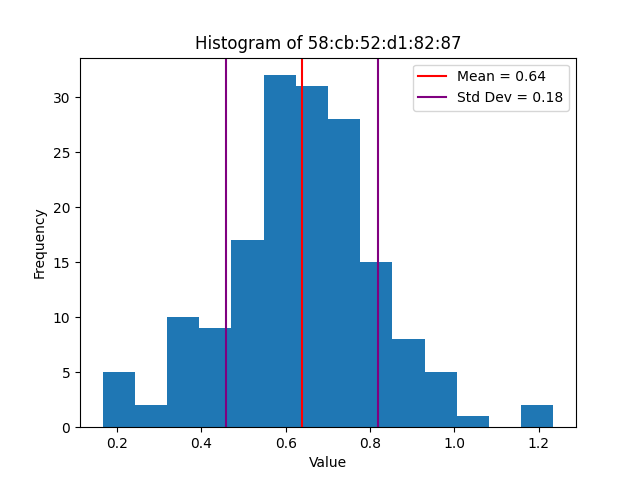 Histogram of 58:cb:52:d1:82:87
Mean = 0.64
Std Dev = 0.18
Frequency
30
25
20
15
10
5
0
0.2 0.4 0.6 0.8 1.0 1.2
Value